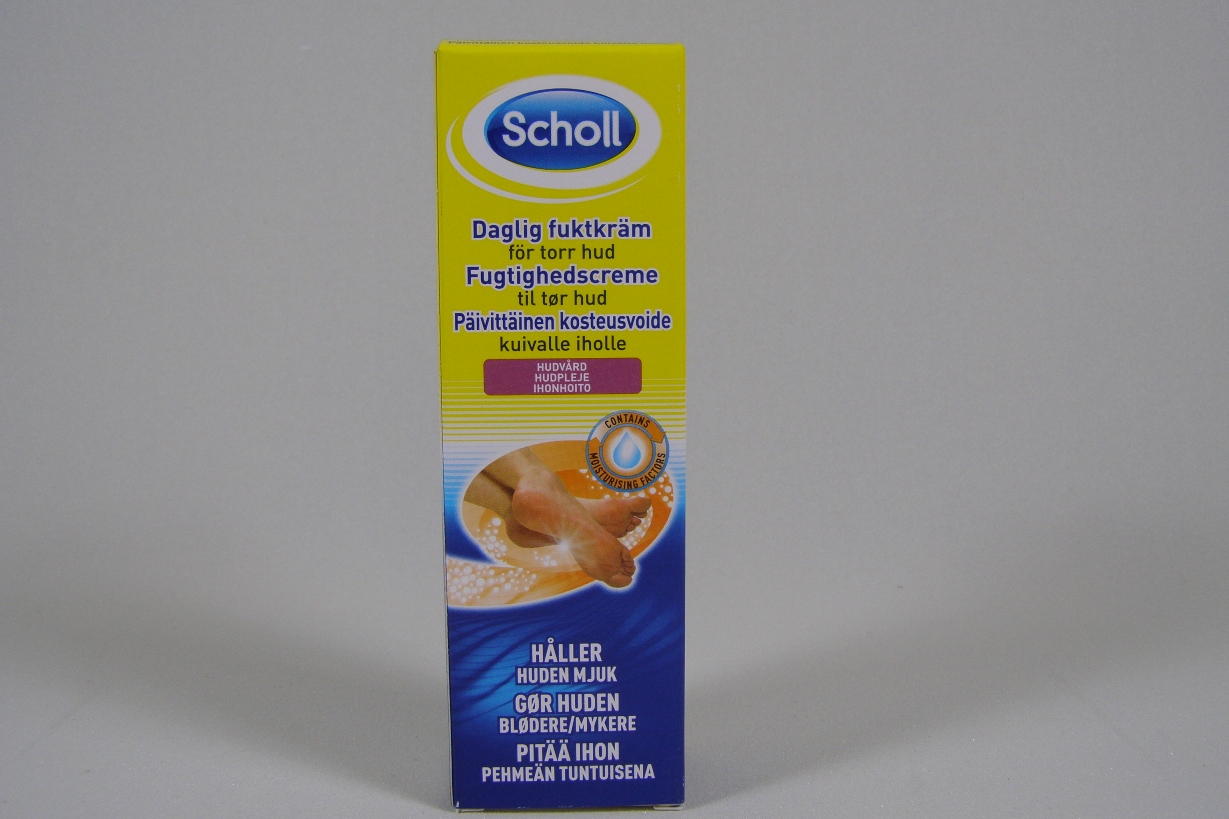 Scholl
Daglig fuktkräm
för torr hud
Fugtighedscreme
til tør hud
Päivittäinen kosteusvoide
kuivalle iholle
HUDVÅRD
HUDPLEJE
IHONHOITO
CONTAINS
MOISTURISING FACTORS
HÅLLER
HUDEN MJUK
GØR HUDEN
BLØDERE/MYKERE
PITÄÄ IHON
PEHMEÄN TUNTUISENA